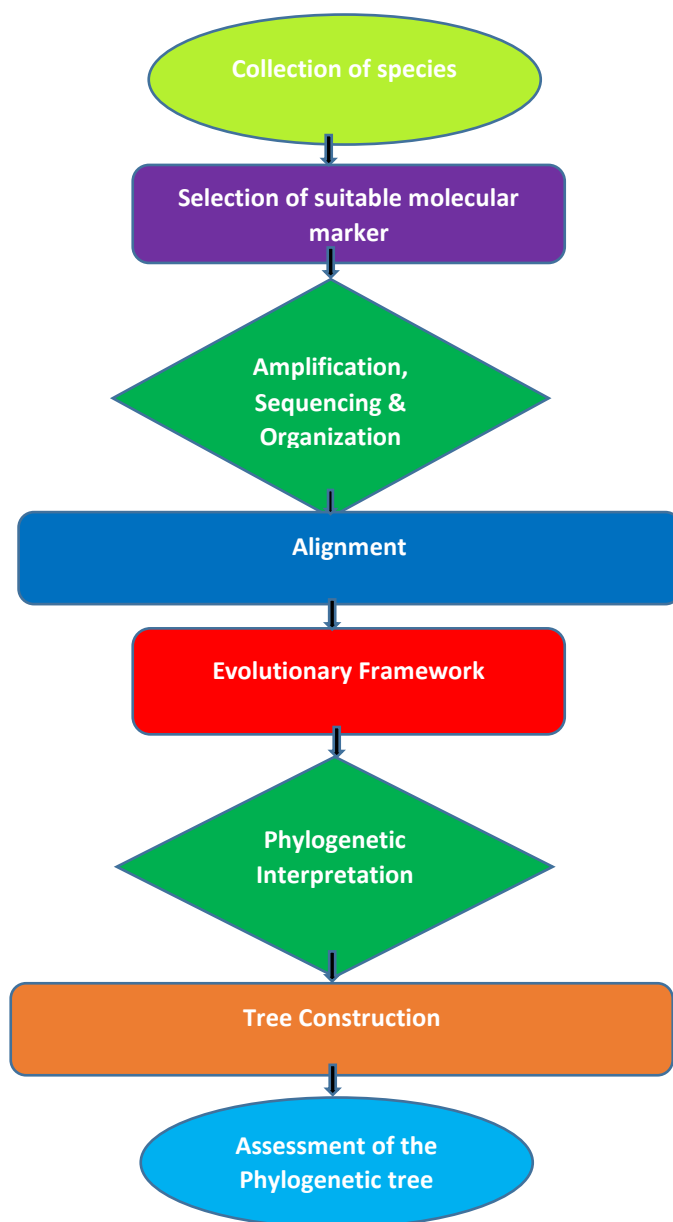 Collection of species
Selection of suitable molecular
marker
Amplification,
Sequencing &
Organization
Alignment
Evolutionary Framework
Phylogenetic
Interpretation
Tree Construction
Assessment of the
Phylogenetic tree